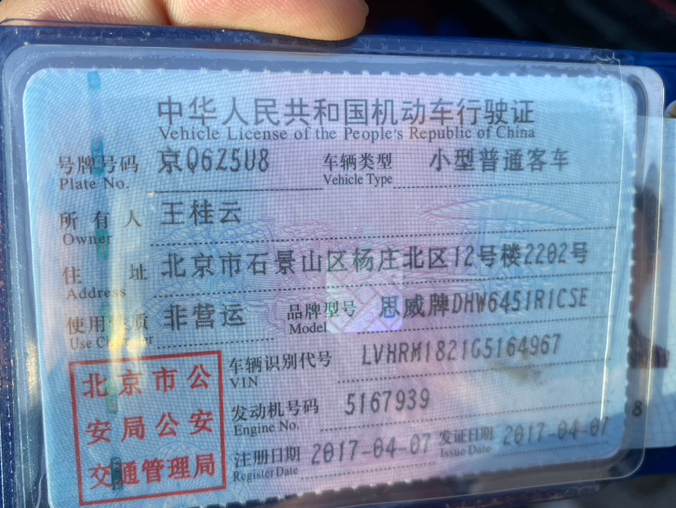 中华人民共和国机动车行驶证
Vehicle License of the People's Republic of China
号牌号码 京Q6Z5U8 车辆类型 小型普通客车
Plate No. Vehicle Type
所有人 王桂云
Owner
住址 北京市石景山区杨庄北区12号楼2202号
Address
使用性质 非营运 品牌型号 思威牌DHW6451R1CSE
Use Character Model
北京市公安局公安交通管理局
车辆识别代号 LVHRM1821G5164967
VIN
发动机号码 5167939
Engine No.
注册日期 2017-04-07 发证日期 2017-04-07
Register Date Issue Date
8